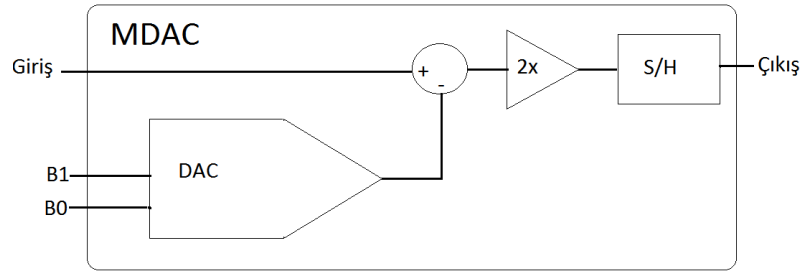 MDAC
Giriş
+
-
2x
S/H
Çıkış
DAC
B1
B0